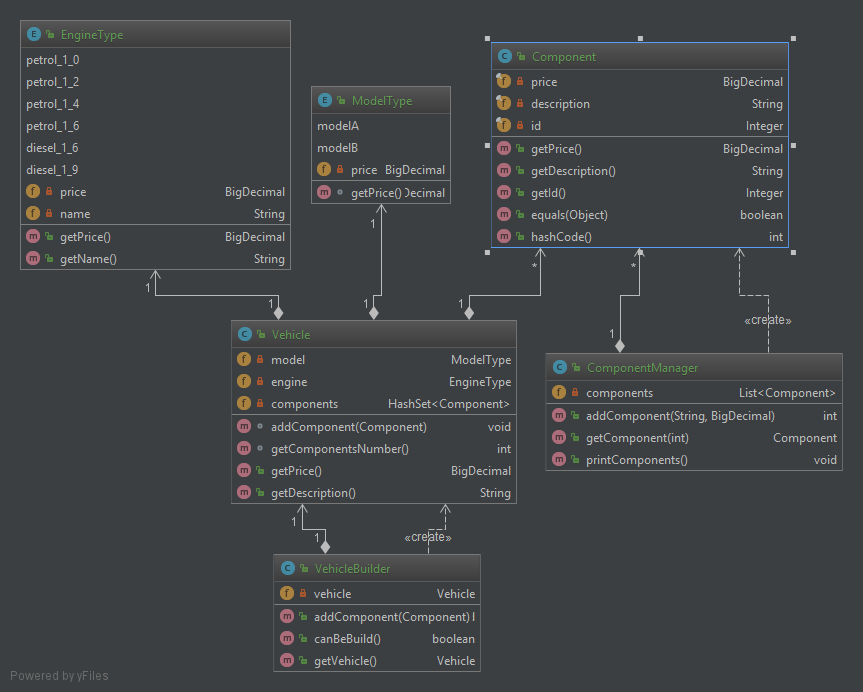 EngineType
petrol_1_0
petrol_1_2
petrol_1_4
petrol_1_6
diesel_1_6
diesel_1_9
f price BigDecimal
f name String
m getPrice() BigDecimal
m getName() String
E ModelType
modelA
modelB
f price BigDecimal
m getPrice() Decimal
C Component
f price BigDecimal
f description String
f id Integer
m getPrice() BigDecimal
m getDescription() String
m getId() Integer
m equals(Object) boolean
m hashCode() int
1
1
1
1
1
*
*
1
«create»
C Vehicle
f model ModelType
f engine EngineType
f components HashSet<Component>
m addComponent(Component) void
m getComponentsNumber() int
m getPrice() BigDecimal
m getDescription() String
C ComponentManager
f components List<Component>
m addComponent(String, BigDecimal) int
m getComponent(int) Component
m printComponents() void
1
1
«create»
C VehicleBuilder
f vehicle Vehicle
m addComponent(Component)
m canBeBuild() boolean
m getVehicle() Vehicle
Powered by yFiles